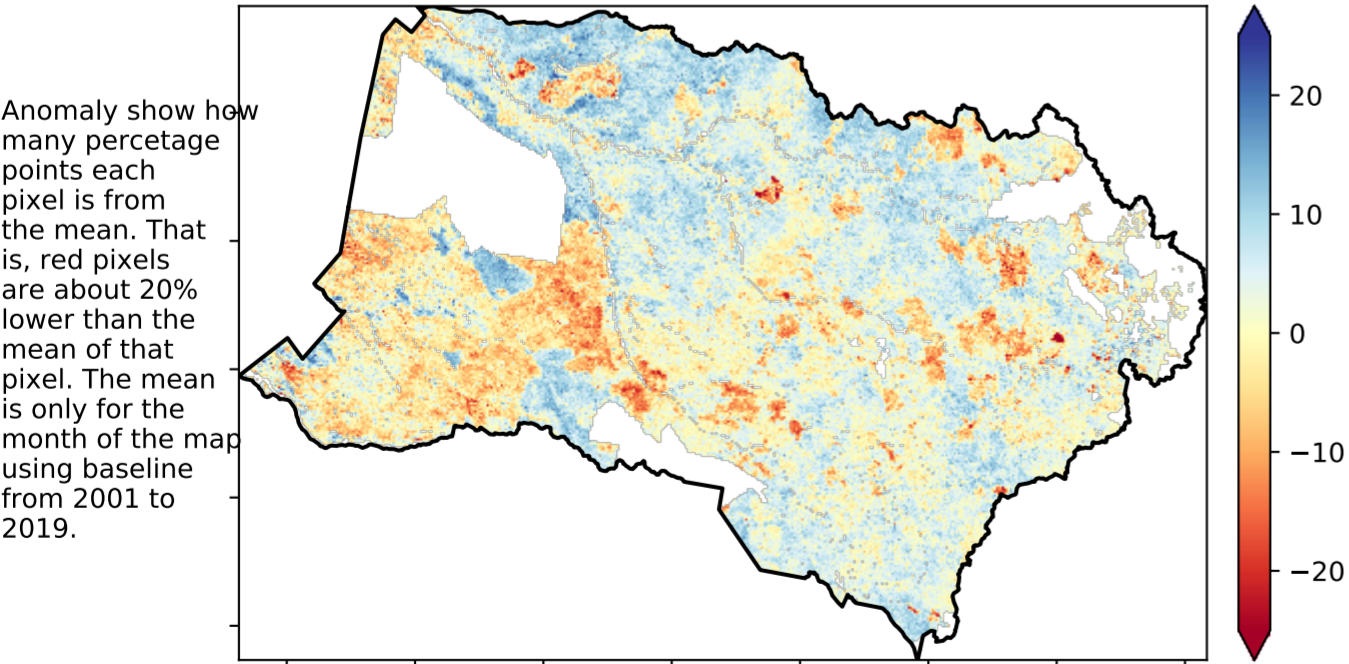 Anomaly show how
many percetage
points each
pixel is from
the mean. That
is, red pixels
are about 20%
lower than the
mean of that
pixel. The mean
is only for the
month of the map
using baseline
from 2001 to
2019.
20
10
0
−10
−20